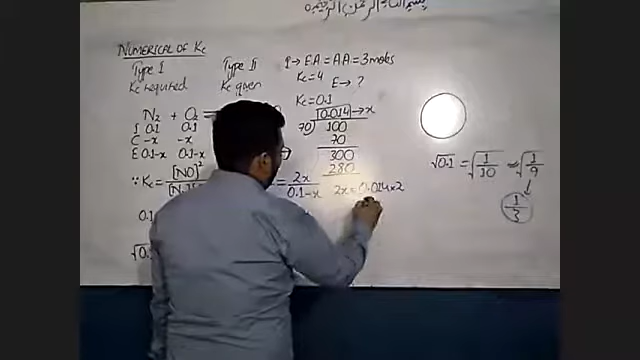 بسم اللہ الرحمن الرحیم
NUMERICAL OF Kc
Type I
Kc required
Type II
Kc given
I → EA = AA = 3 moles
Kc = 4
E → ?
Kc = 0.1
N₂ + O₂
I 0.1 0.1
C -x -x
E 0.1-x 0.1-x
∵ Kc = [NO]²
0.1
√0.1
= 2x / 0.1-x
0.014 → x
70) 100
70
300
280
2x = 0.014 × 2
√0.1 = √1/10 ≈ √1/9
↓
1/3